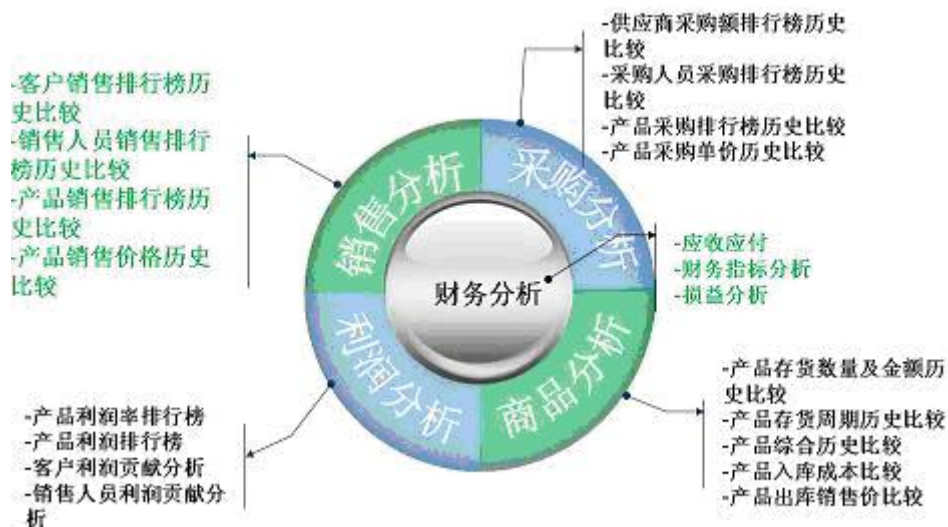 -供应商采购额排行榜历史
比较
-采购人员采购排行榜历史
比较
-产品采购排行榜历史比较
-产品采购单价历史比较
-客户销售排行榜历
史比较
-销售人员销售排行
榜历史比较
-产品销售排行榜历
史比较
-产品销售价格历史
比较
销售分析
采购分析
财务分析
-应收应付
-财务指标分析
-损益分析
利润分析
商品分析
-产品利润率排行榜
-产品利润排行榜
-客户利润贡献分析
-销售人员利润贡献分
析
-产品存货数量及金额历
史比较
-产品存货周期历史比较
-产品综合历史比较
-产品入库成本比较
-产品出库销售价比较